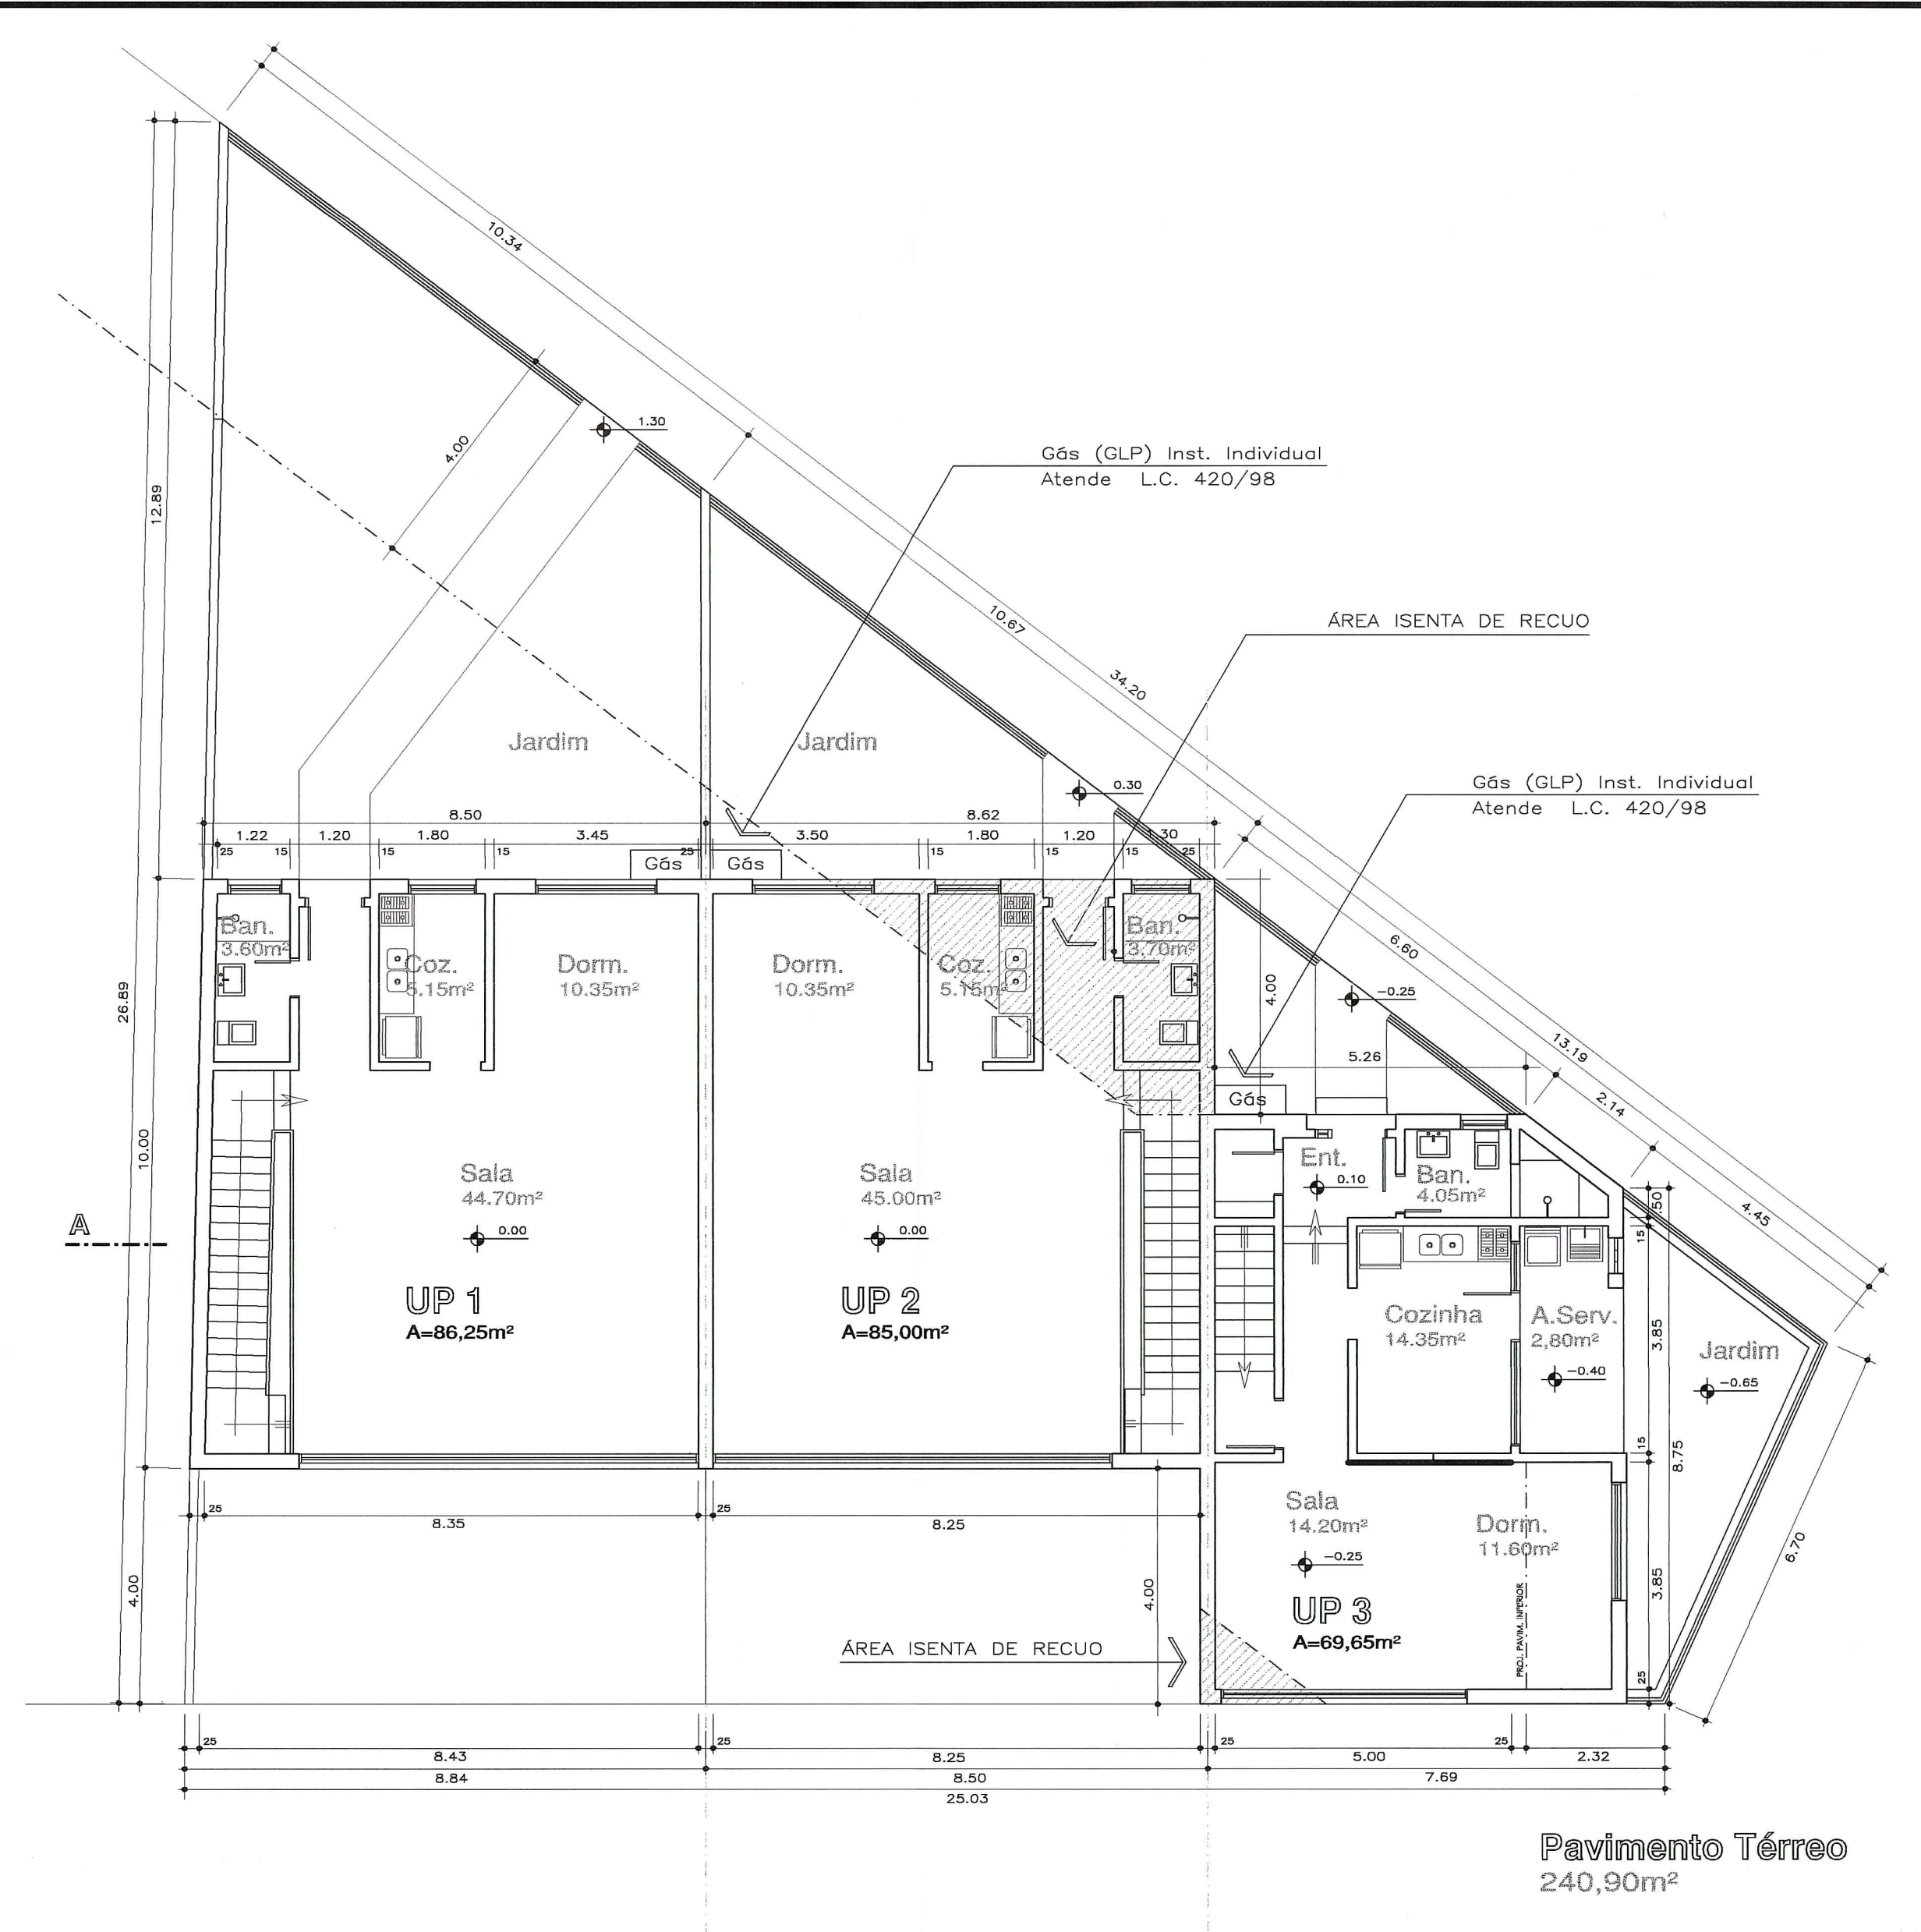 10.34
12.89
1.30
4.00
Gás (GLP) Inst. Individual
Atende L.C. 420/98
10.67
ÁREA ISENTA DE RECUO
34.20
Jardim
Jardim
Gás (GLP) Inst. Individual
Atende L.C. 420/98
0.30
8.50
8.62
1.22
1.20
1.80
3.45
3.50
1.80
1.20
1.30
25
15
15
15
25
15
15
15
25
Gás
Gás
Ban.
3.60m²
Coz.
5.15m²
Dorm.
10.35m²
Dorm.
10.35m²
Coz.
5.15m²
Ban.
3,70m²
6.60
4.00
-0.25
26.89
13.19
5.26
2.14
Gás
10.00
Sala
44.70m²
Sala
45.00m²
Ent.
0.10
Ban.
4.05m²
.50
4.45
A
0.00
0.00
15
UP 1
A=86,25m²
UP 2
A=85,00m²
Cozinha
14.35m²
A.Serv.
2,80m²
-0.40
3.85
Jardim
-0.65
15
8.75
25
8.35
25
8.25
Sala
14.20m²
Dorm.
11.60m²
-0.25
6.70
4.00
4.00
3.85
UP 3
A=69,65m²
PROJ. PAVIM. INFERIOR
ÁREA ISENTA DE RECUO
25
25
8.43
25
8.25
25
5.00
25
2.32
8.84
8.50
7.69
25.03
Pavimento Térreo
240,90m²